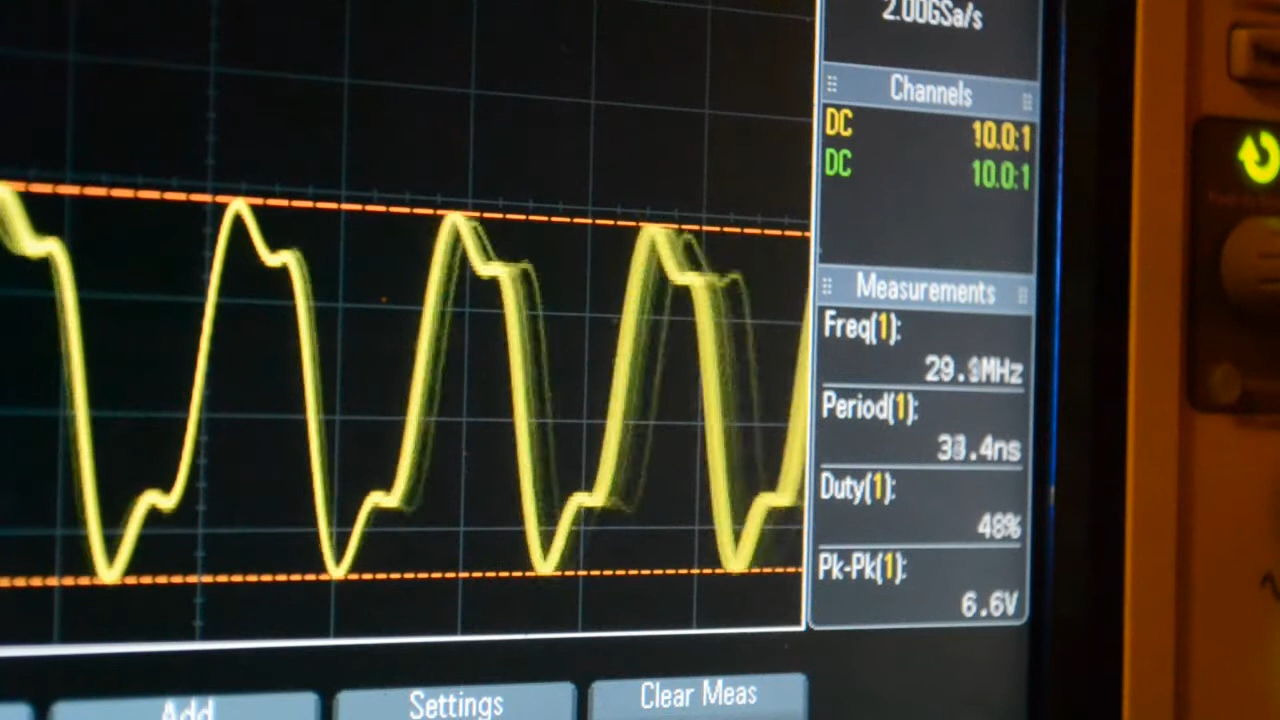 2.00GSa/s
Channels
DC 10.0:1
DC 10.0:1
Measurements
Freq(1):
Period(1):
Duty(1):
48%
Pk-Pk(1):
6.6V
Add
Settings
Clear Meas